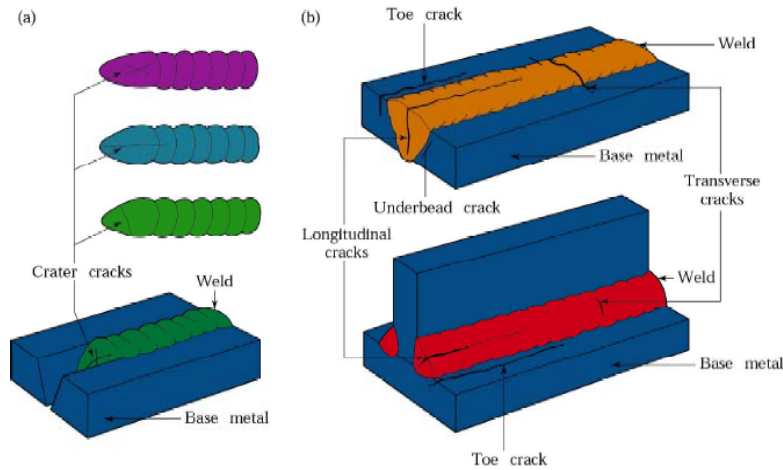 (a)
Crater cracks
Weld
Base metal
(b)
Toe crack
Weld
Base metal
Underbead crack
Longitudinal
cracks
Transverse
cracks
Weld
Base metal
Toe crack